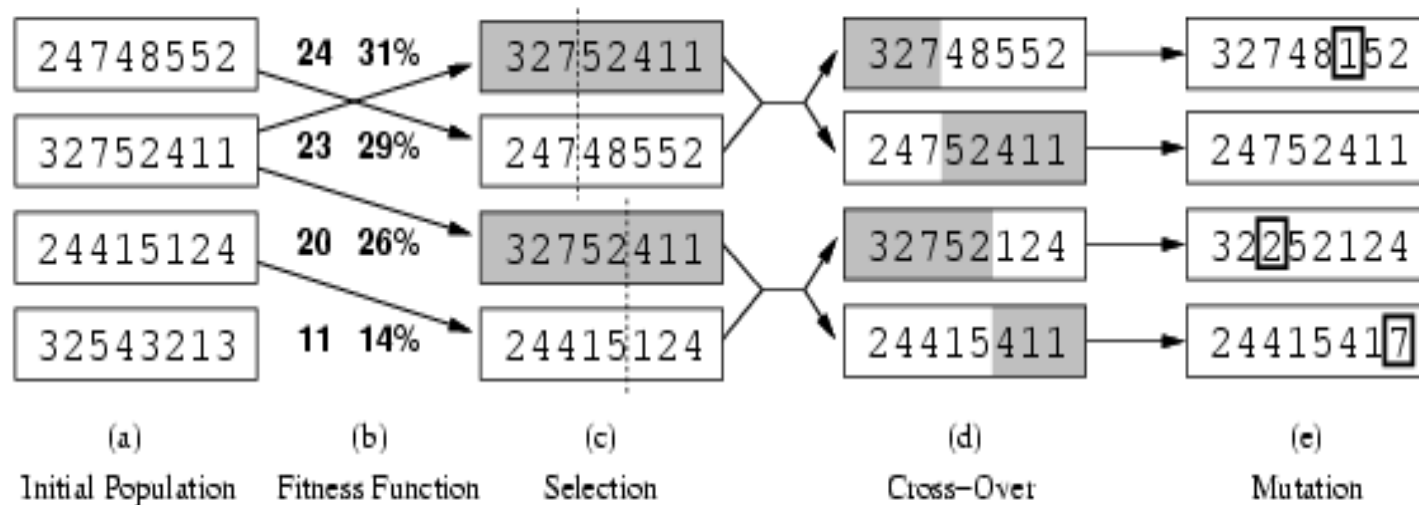 24748552 24 31% 32752411 32748552 32748152
32752411 23 29% 24748552 24752411 24752411
24415124 20 26% 32752411 32752124 32252124
32543213 11 14% 24415124 24415411 24415417
(a) (b) (c) (d) (e)
Initial Population Fitness Function Selection Cross-Over Mutation